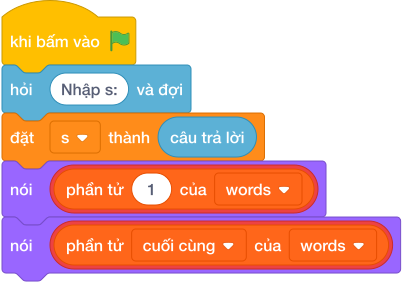 khi bấm vào
hỏi Nhập s: và đợi
đặt s thành câu trả lời
nói phần tử 1 của words
nói phần tử cuối cùng của words